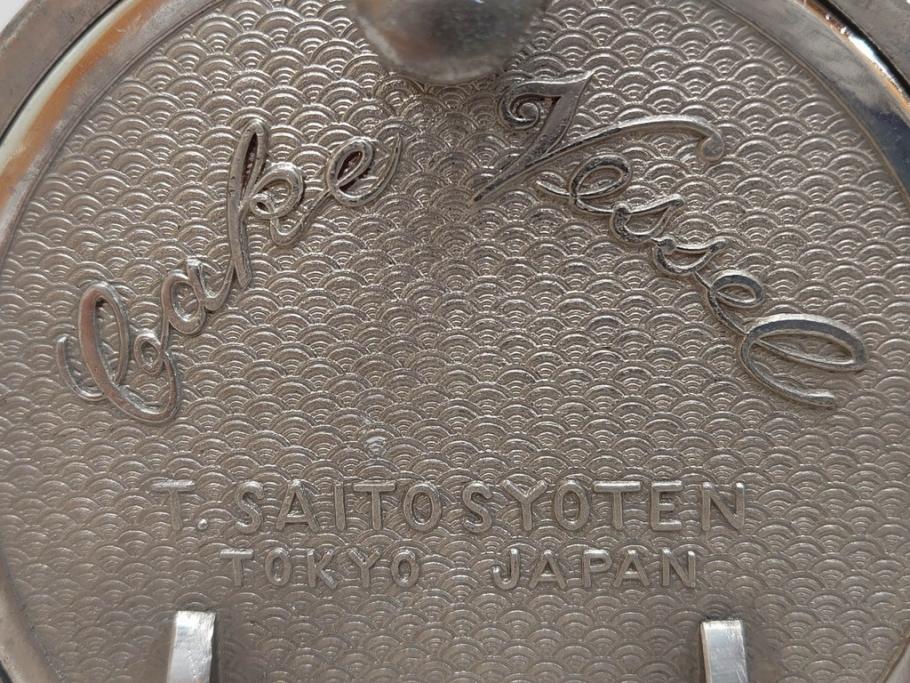 Cake Vessel
T. SAITO SYOTEN
TOKYO JAPAN